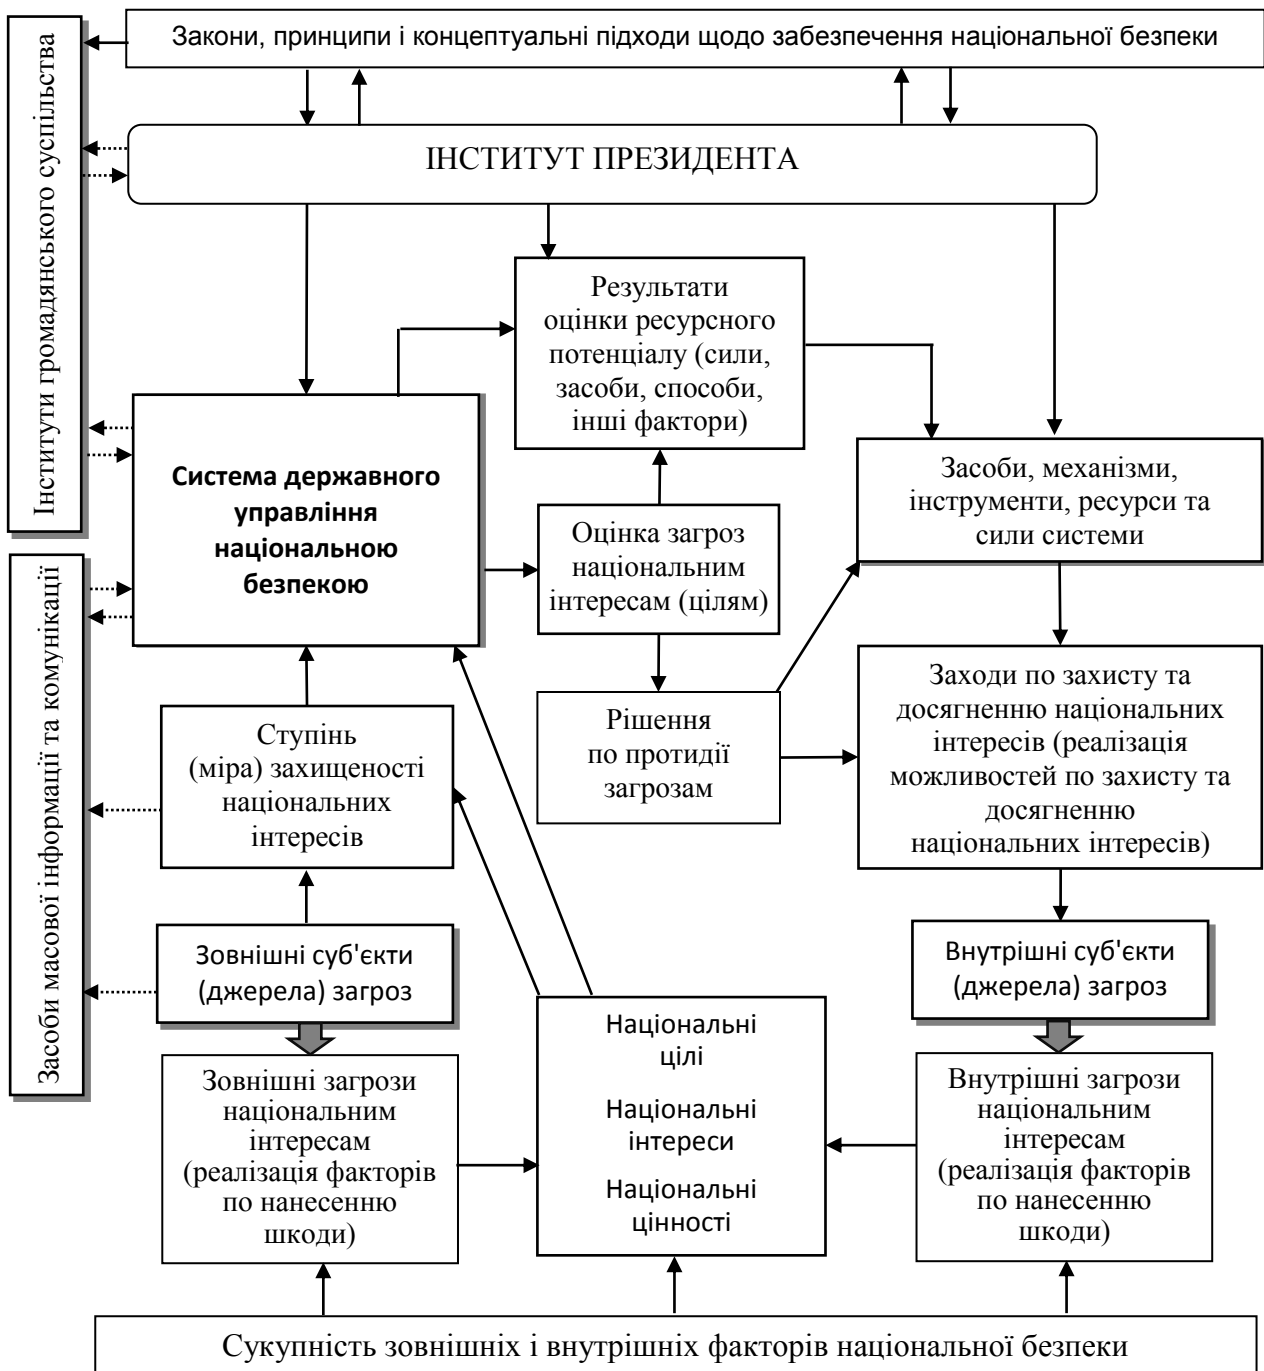 Закони, принципи і концептуальні підходи щодо забезпечення національної безпеки
Інститути громадянського суспільства
ІНСТИТУТ ПРЕЗИДЕНТА
Результати
оцінки ресурсного
потенціалу (сили,
засоби, способи,
інші фактори)
Система державного
управління
національною
безпекою
Засоби, механізми,
інструменти, ресурси та
сили системи
Оцінка загроз
національним
інтересам (цілям)
Засоби масової інформації та комунікації
Рішення
по протидії
загрозам
Заходи по захисту та
досягненню національних
інтересів (реалізація
можливостей по захисту та
досягненню
національних інтересів)
Ступінь
(міра) захищеності
національних
інтересів
Зовнішні суб'єкти
(джерела) загроз
Внутрішні суб'єкти
(джерела) загроз
Національні
цілі
Національні
інтереси
Національні
цінності
Зовнішні загрози
національним
інтересам
(реалізація факторів
по нанесенню
шкоди)
Внутрішні загрози
національним
інтересам
(реалізація факторів
по нанесенню
шкоди)
Сукупність зовнішніх і внутрішніх факторів національної безпеки